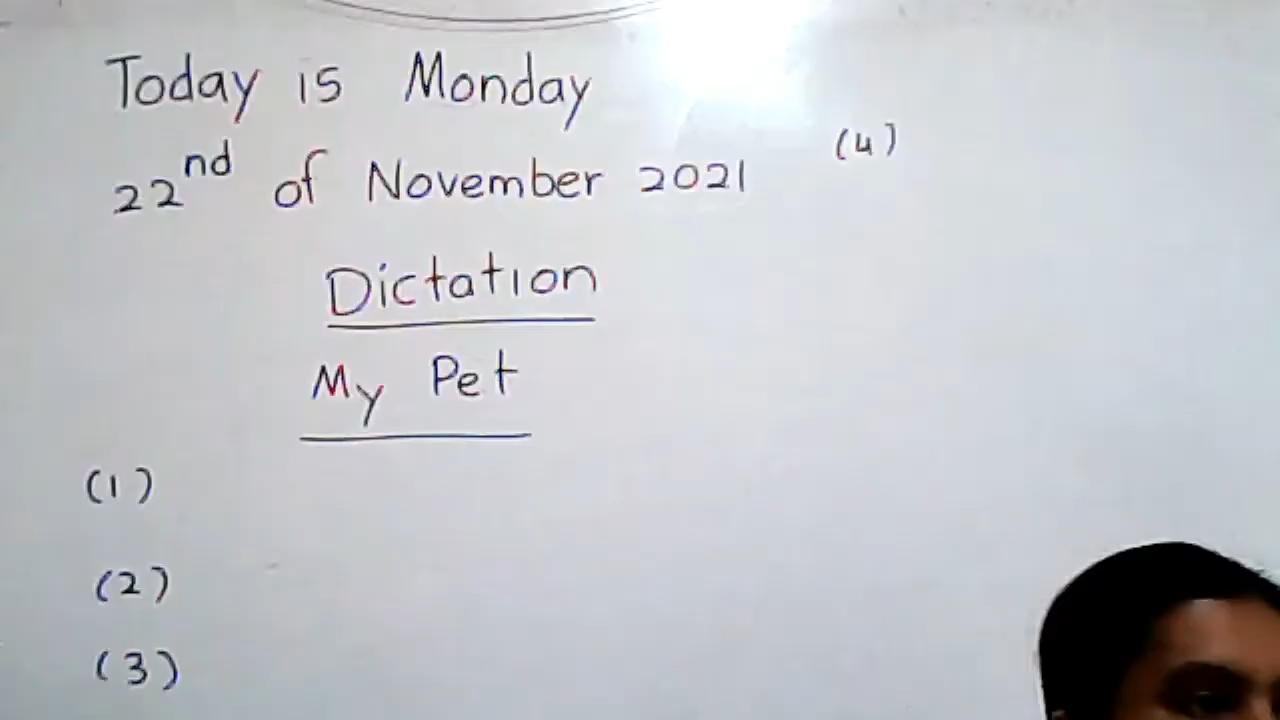 Today is Monday
22nd of November 2021
Dictation
My Pet
(1)
(2)
(3)
(4)